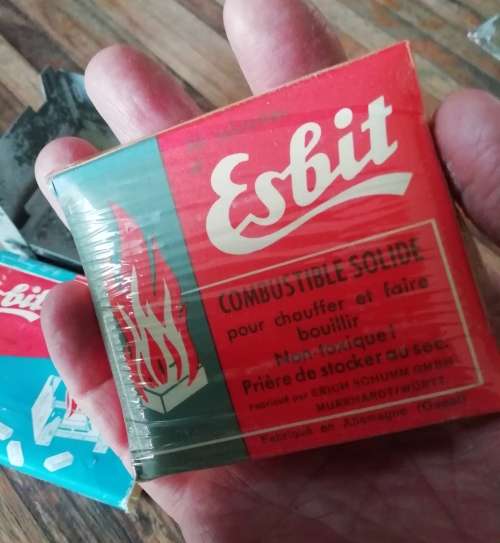 Esbit
COMBUSTIBLE SOLIDE
pour chauffer et faire
bouillir
Non-toxique!
Prière de stocker au sec.
Fabriqué par ERICH SCHUMM GMBH
MURRHARDT/WÜRTT.
Fabriqué en Allemagne (Ouest)
bit